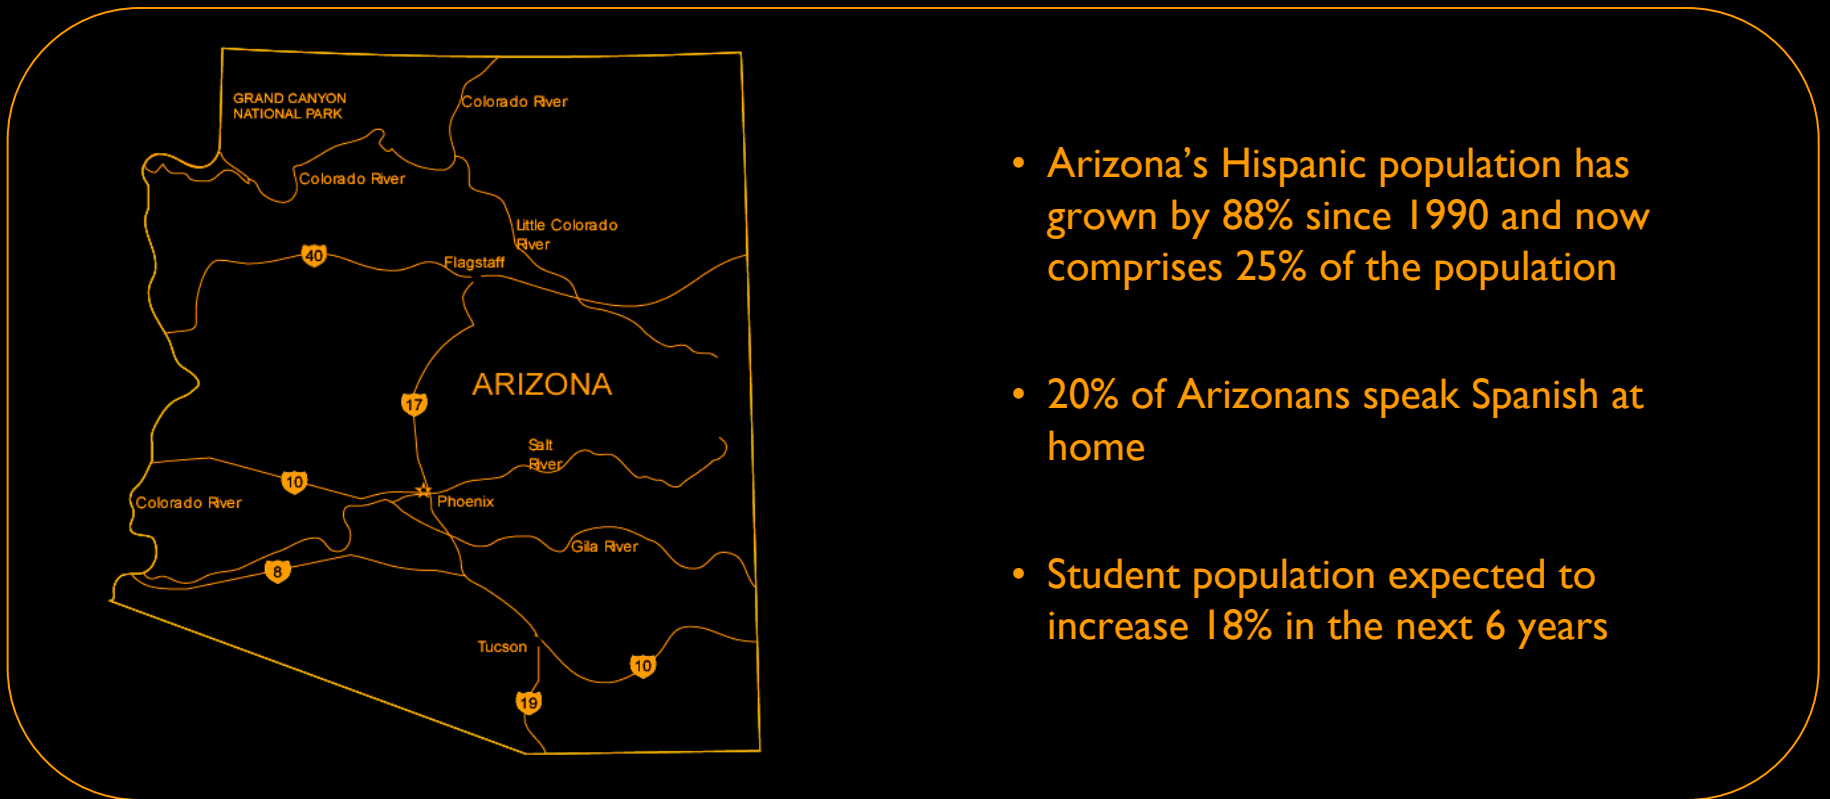 GRAND CANYON
NATIONAL PARK
Colorado River
Colorado River
Little Colorado
River
40
Flagstaff
ARIZONA
17
Salt
River
10
Colorado River
Phoenix
Gila River
8
Tucson
10
19
• Arizona’s Hispanic population has
grown by 88% since 1990 and now
comprises 25% of the population
• 20% of Arizonans speak Spanish at
home
• Student population expected to
increase 18% in the next 6 years